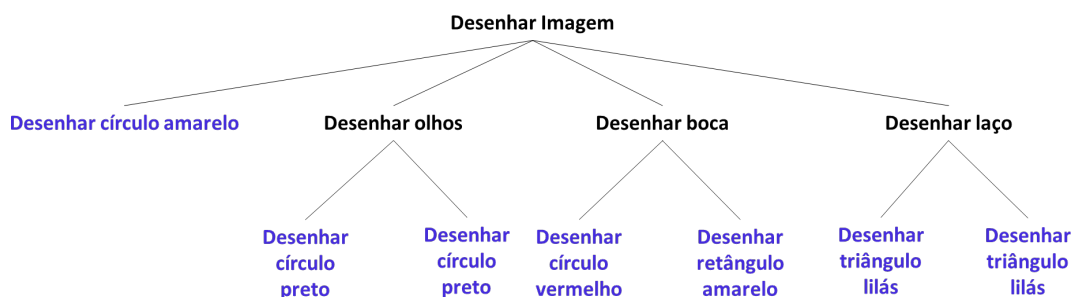 Desenhar Imagem
Desenhar círculo amarelo
Desenhar olhos
Desenhar boca
Desenhar laço
Desenhar
círculo
preto
Desenhar
círculo
preto
Desenhar
círculo
vermelho
Desenhar
retângulo
amarelo
Desenhar
triângulo
lilás
Desenhar
triângulo
lilás